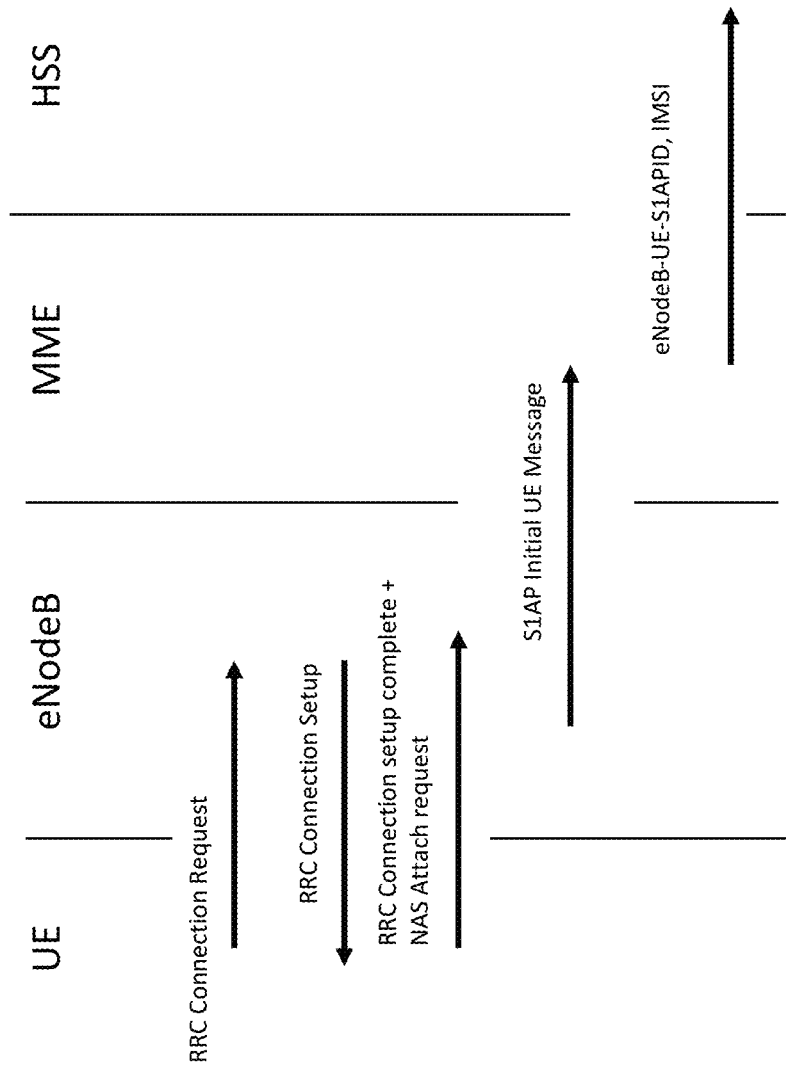 UE
eNodeB
MME
HSS
RRC Connection Request
RRC Connection Setup
RRC Connection setup complete +
NAS Attach request
S1AP Initial UE Message
eNodeB-UE-S1APID, IMSI